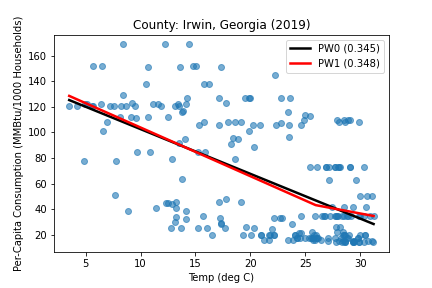 County: Irwin, Georgia (2019)
PW0 (0.345)
PW1 (0.348)
Per-Capita Consumption (MMBtu/1000 Households)
160
140
120
100
80
60
40
20
5 10 15 20 25 30
Temp (deg C)